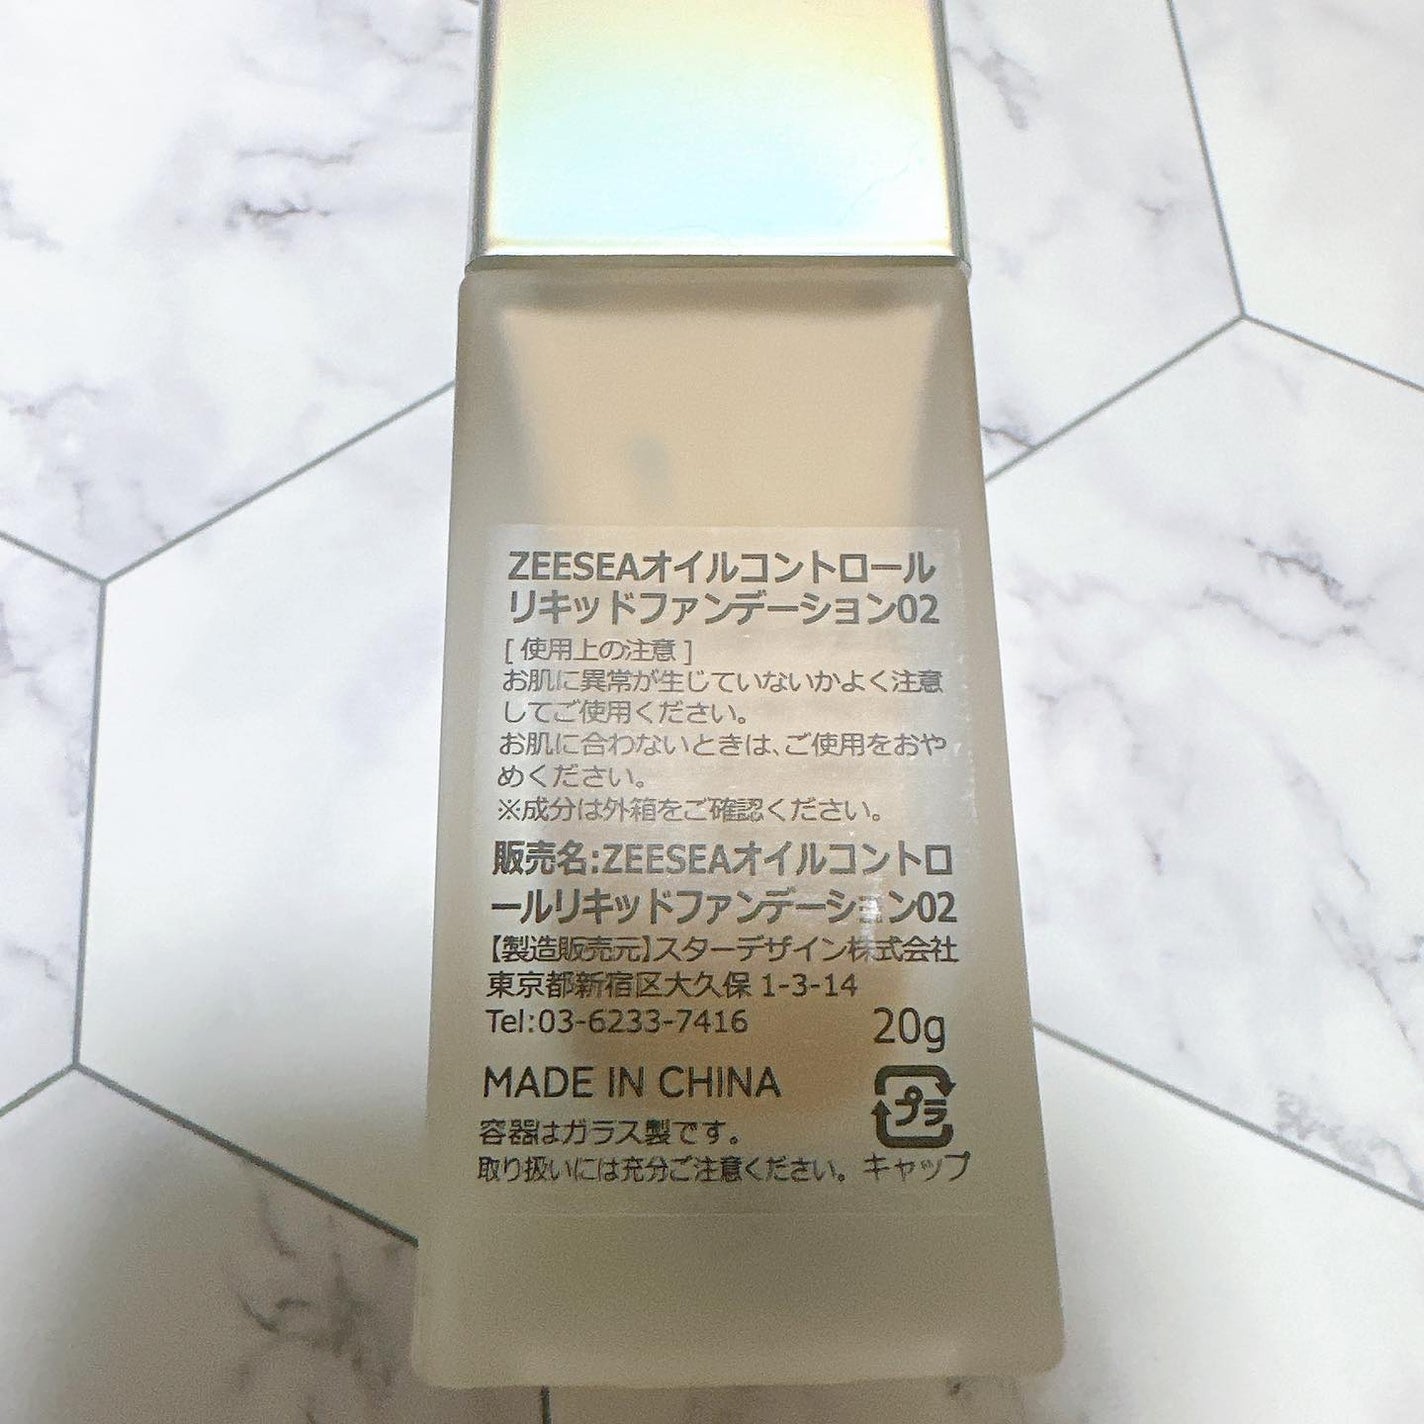 ZEESEAオイルコントロール
リキッドファンデーション02
[ 使用上の注意 ]
お肌に異常が生じていないかよく注意
してご使用ください。
お肌に合わないときは、ご使用をおや
めください。
※成分は外箱をご確認ください。
販売名:ZEESEAオイルコントロ
ールリキッドファンデーション02
【製造販売元】スターデザイン株式会社
東京都新宿区大久保 1-3-14
Tel:03-6233-7416
20g
MADE IN CHINA
プラ
容器はガラス製です。
取り扱いには充分ご注意ください。
キャップ